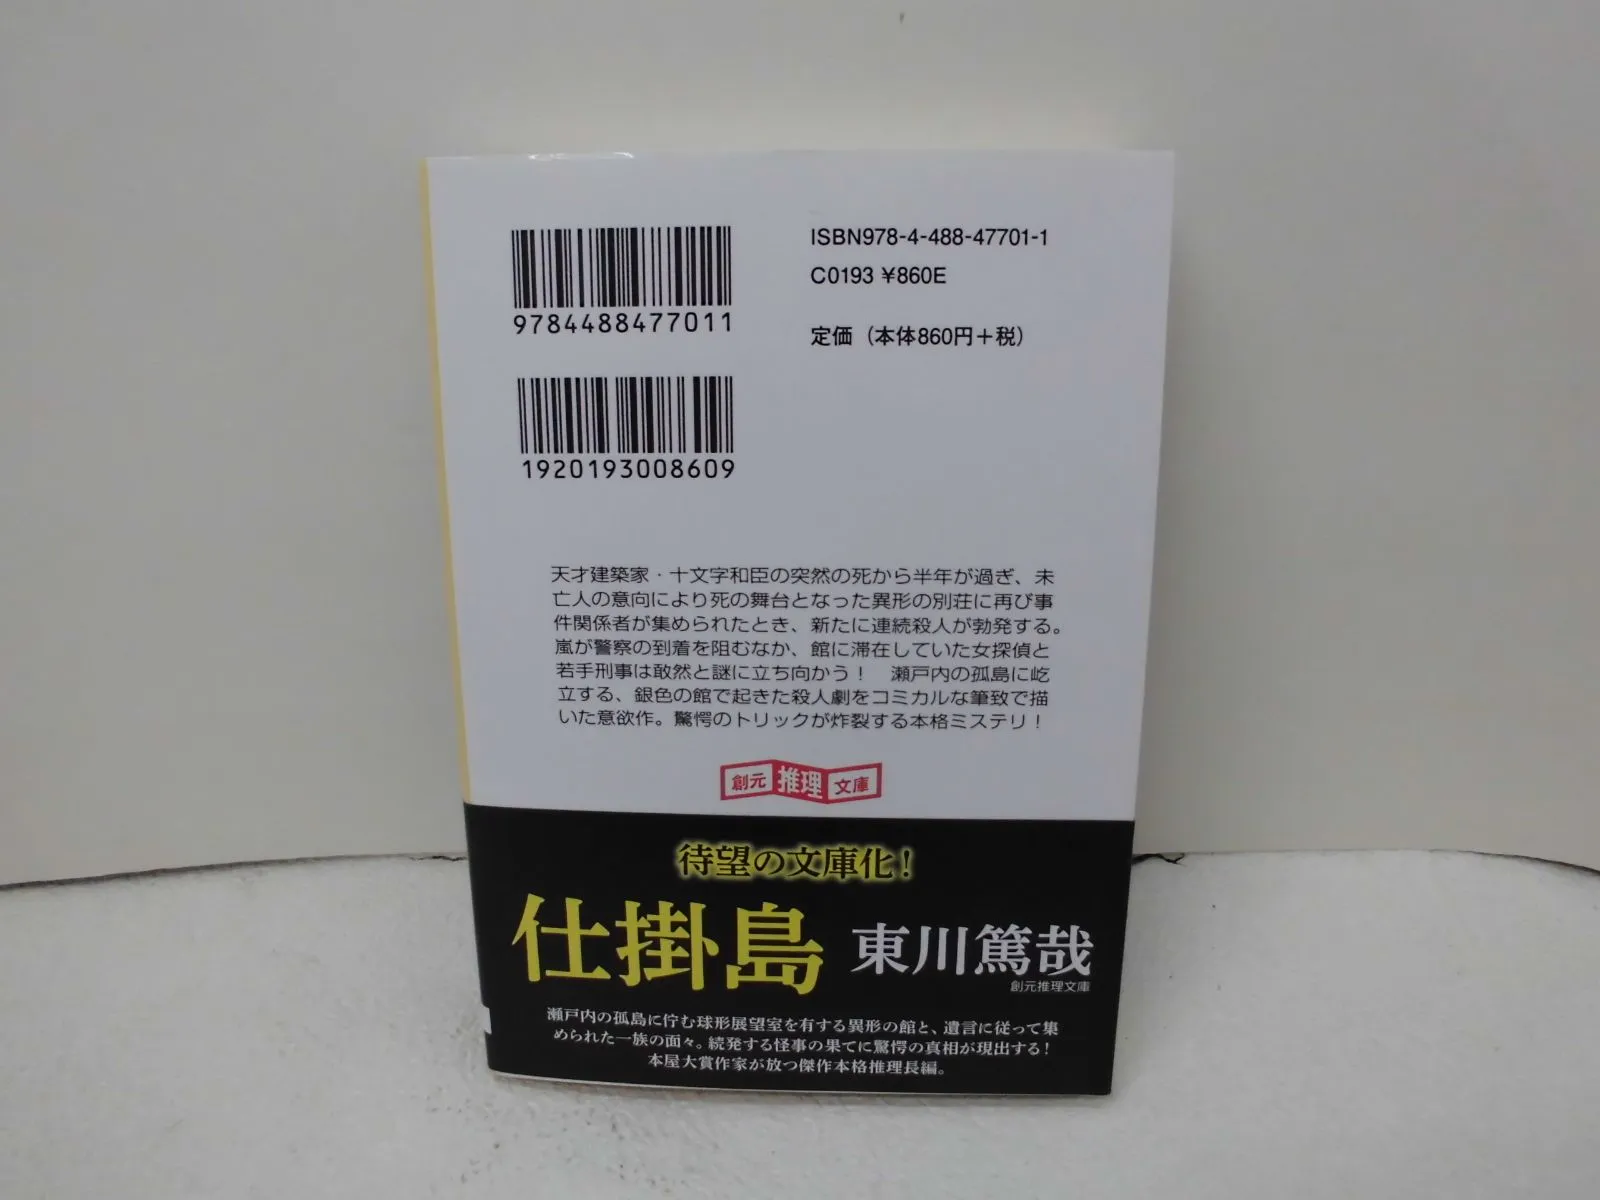 9784488477011
ISBN978-4-488-47701-1
C0193 ¥860E
定価（本体860円＋税）
1920193008609
天才建築家・十文字和臣の突然の死から半年が過ぎ、未
亡人の意向により死の舞台となった異形の別荘に再び事
件関係者が集められたとき、新たに連続殺人が勃発する。
嵐が警察の到着を阻むなか、館に滞在していた女探偵と
若手刑事は敢然と謎に立ち向かう！　瀬戸内の孤島に屹
立する、銀色の館で起きた殺人劇をコミカルな筆致で描
いた意欲作。驚愕のトリックが炸裂する本格ミステリ！
創元推理文庫
待望の文庫化！
仕掛島 東川篤哉
創元推理文庫
瀬戸内の孤島に佇む球形展望室を有する異形の館と、遺言に従って集
められた一族の面々。続発する怪事の果てに驚愕の真相が現出する！
本屋大賞作家が放つ傑作本格推理長編。